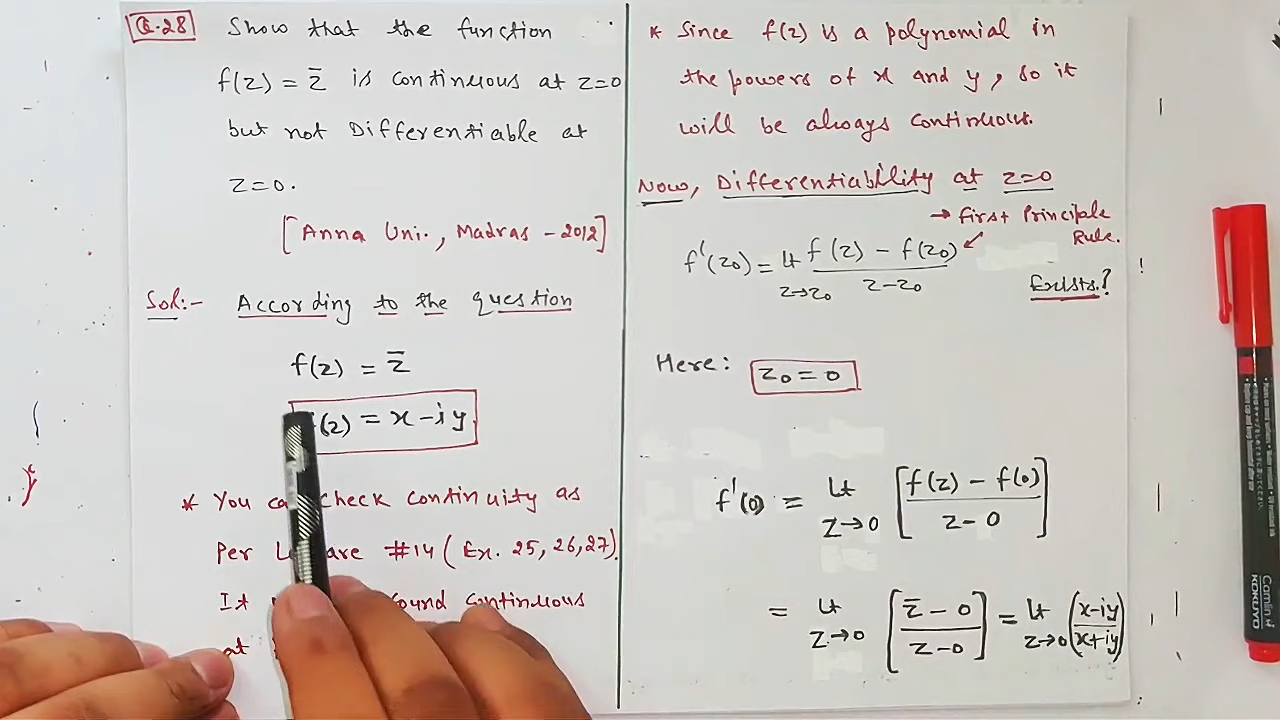 Q.28 Show that the function
f(z) = z̄ is continuous at z=0
but not Differentiable at
z=0.
[Anna Uni., Madras - 2012]
Sol:- According to the question
f(z) = z̄
f(z) = x - iy
* You can check continuity as
Per #14 (Ex. 25, 26, 27).
It continuous
at
* Since f(z) is a polynomial in
the powers of x and y, so it
will be always continuous.
Now, Differentiability at z=0
→ First Principle
Rule.
f'(z₀) = Lt z→z₀ f(z) - f(z₀) / z - z₀
Exists?
Here: z₀ = 0
f'(0) = Lt z→0 [f(z) - f(0) / z - 0]
= Lt z→0 [z̄ - 0 / z - 0] = Lt z→0 (x-iy / x+iy)
Camlin
KOKUYO